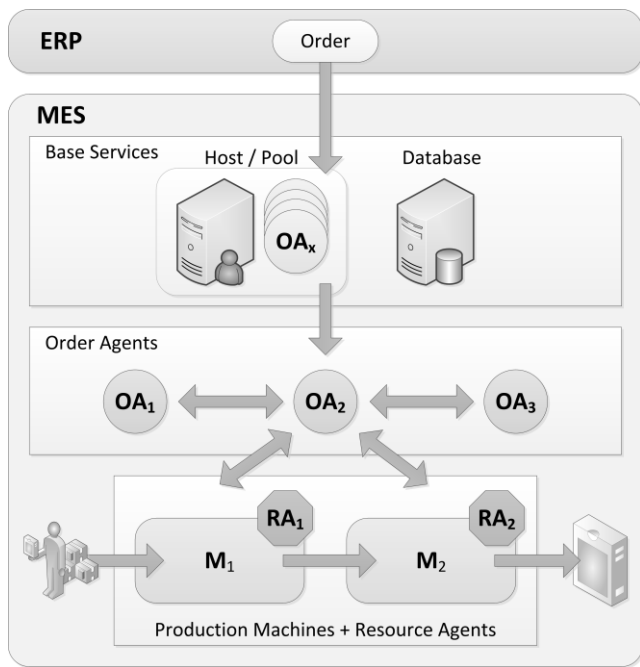 ERP
Order
MES
Base Services
Host / Pool
Database
OAx
Order Agents
OA1
OA2
OA3
RA1
RA2
M1
M2
Production Machines + Resource Agents